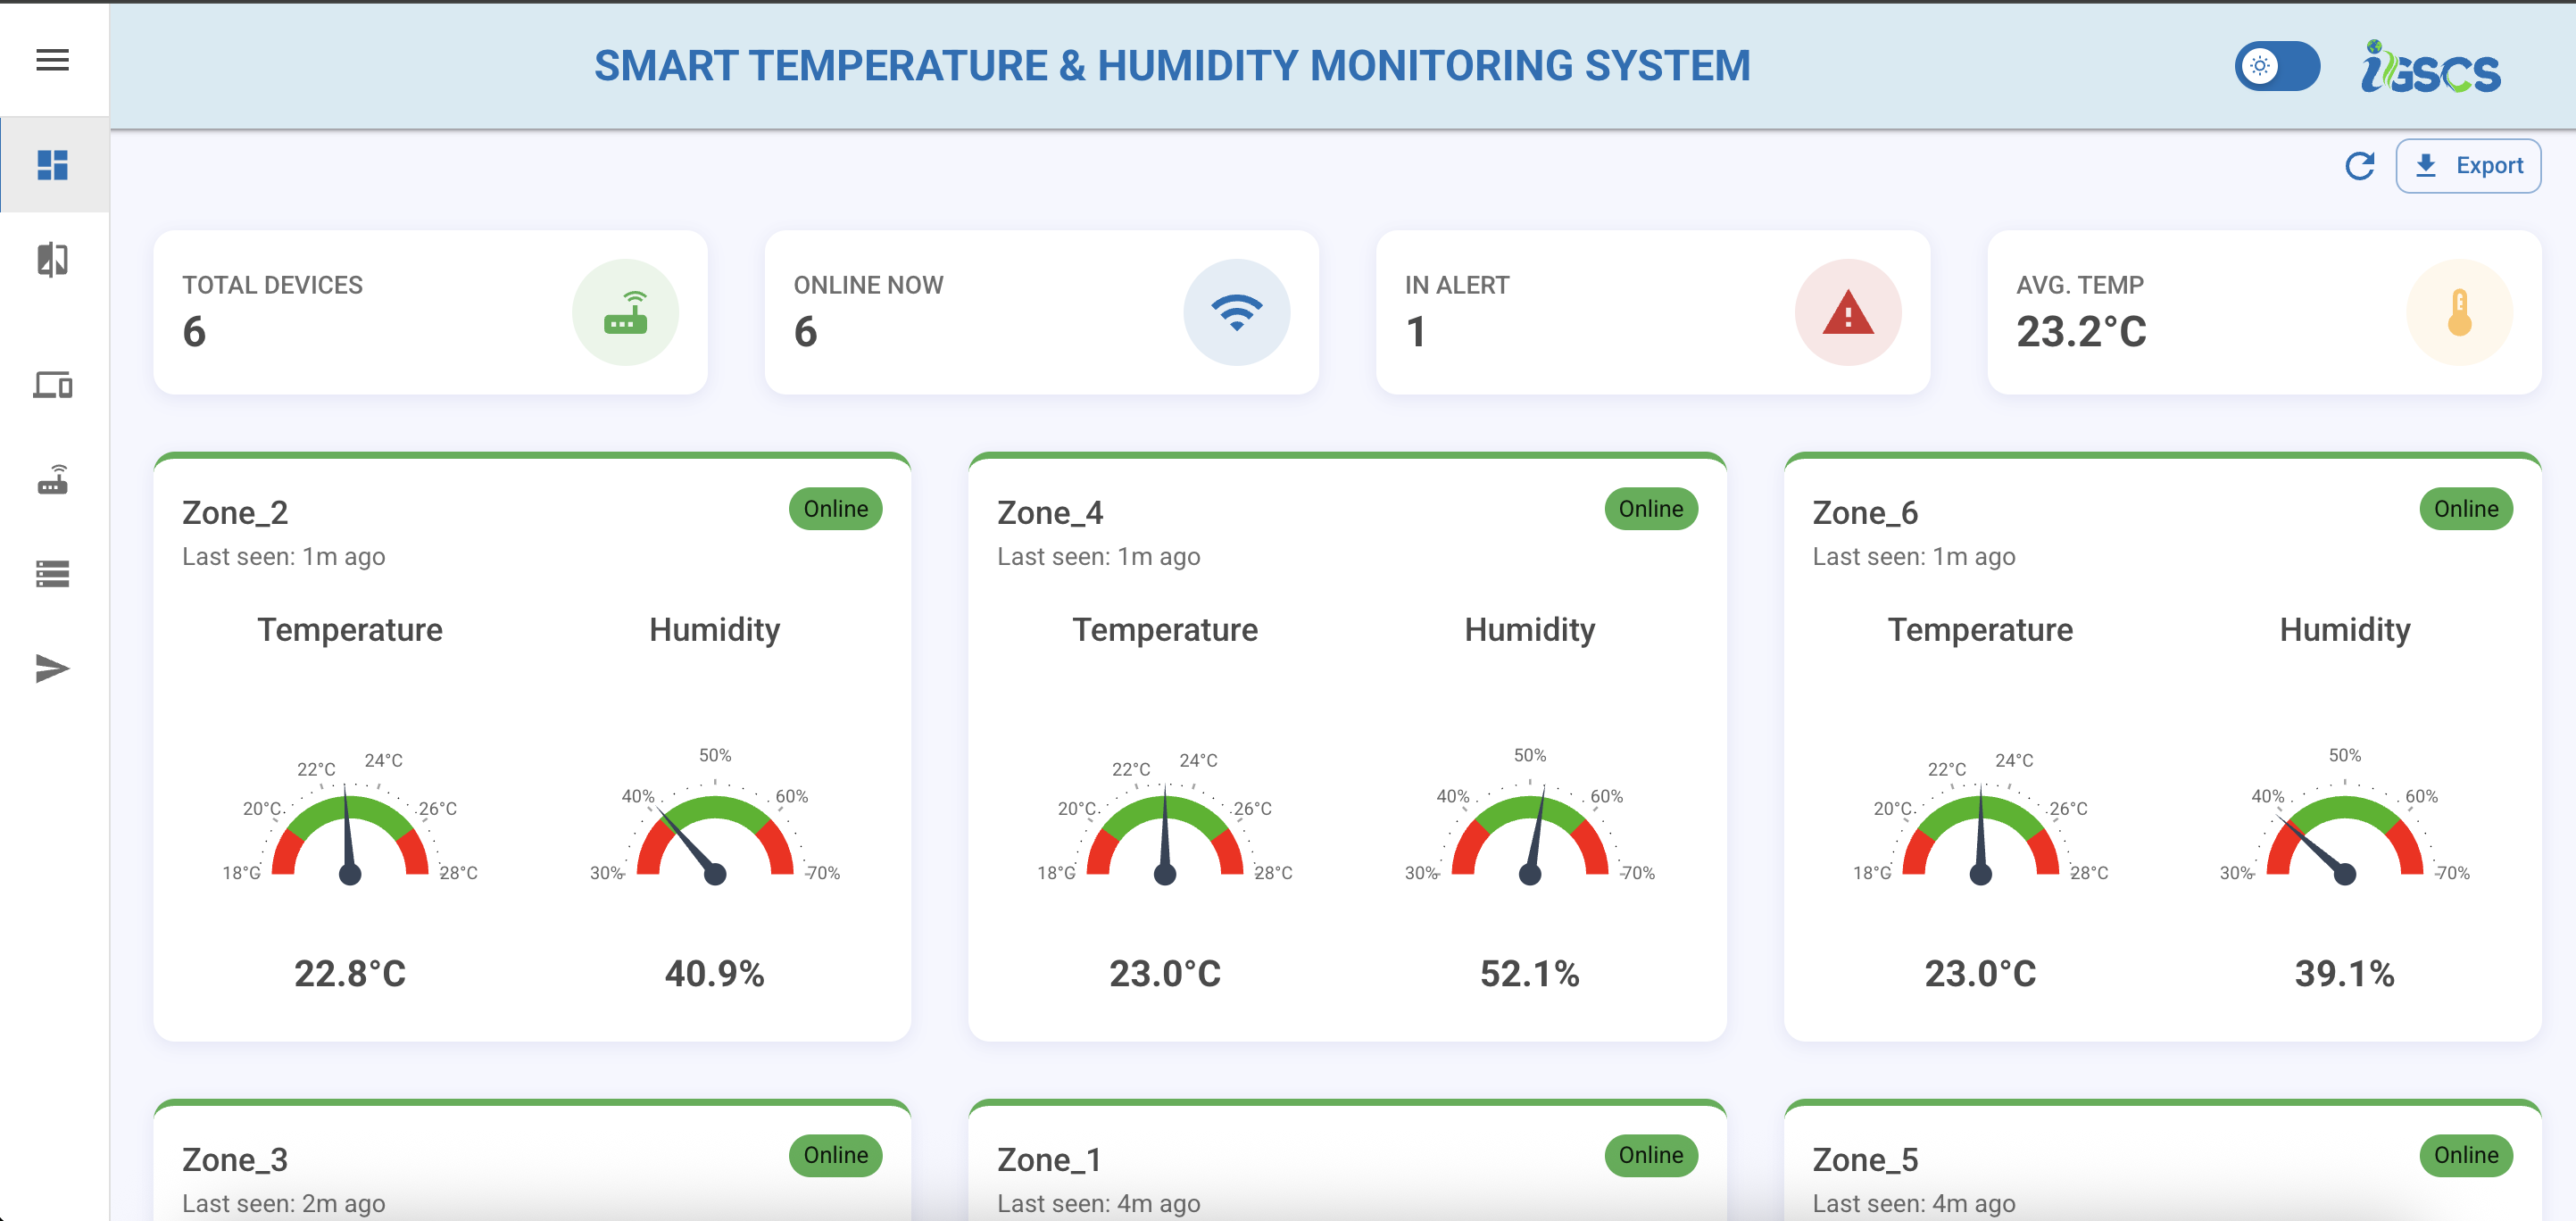 SMART TEMPERATURE & HUMIDITY MONITORING SYSTEM
iGSCS
Export
TOTAL DEVICES
6
ONLINE NOW
6
IN ALERT
1
AVG. TEMP
23.2°C
Zone_2
Online
Last seen: 1m ago
Temperature
Humidity
18°C
20°C
22°C
24°C
26°C
28°C
30%
40%
50%
60%
70%
22.8°C
40.9%
Zone_4
Online
Last seen: 1m ago
Temperature
Humidity
18°C
20°C
22°C
24°C
26°C
28°C
30%
40%
50%
60%
70%
23.0°C
52.1%
Zone_6
Online
Last seen: 1m ago
Temperature
Humidity
18°C
20°C
22°C
24°C
26°C
28°C
30%
40%
50%
60%
70%
23.0°C
39.1%
Zone_3
Online
Last seen: 2m ago
Zone_1
Online
Last seen: 4m ago
Zone_5
Online
Last seen: 4m ago